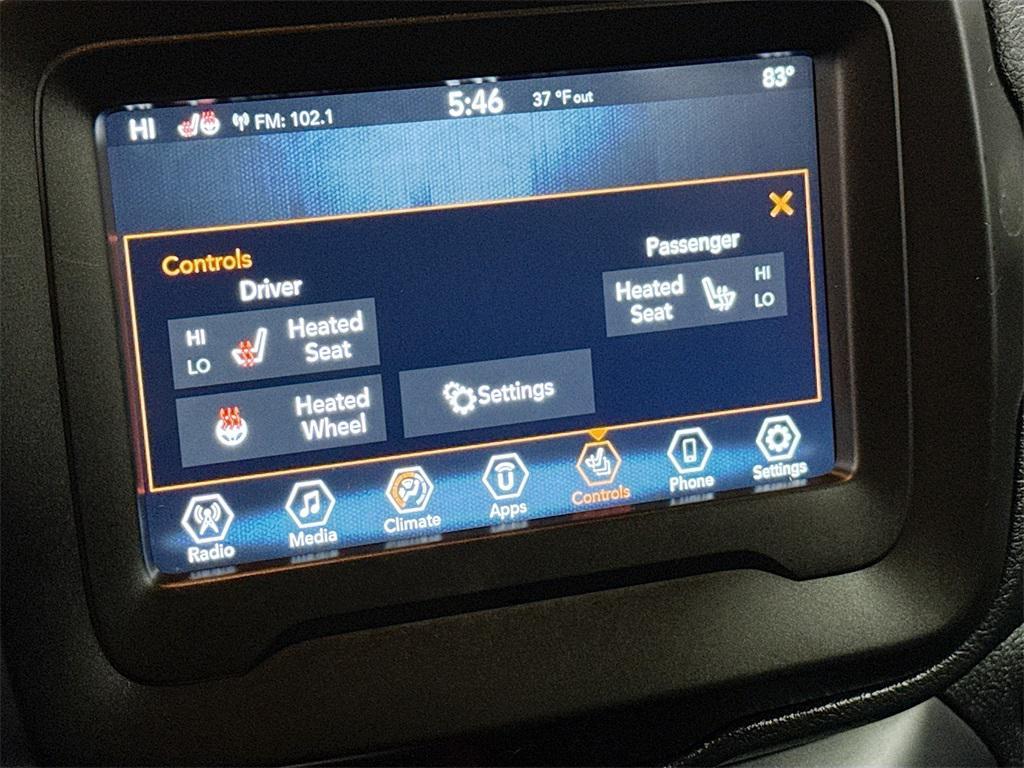 HI FM: 102.1 5:46 37 °F out 83°
Controls
Driver
HI
LO
Heated
Seat
Heated
Wheel
Settings
Passenger
Heated
Seat
HI
LO
Radio Media Climate Apps Controls Phone Settings